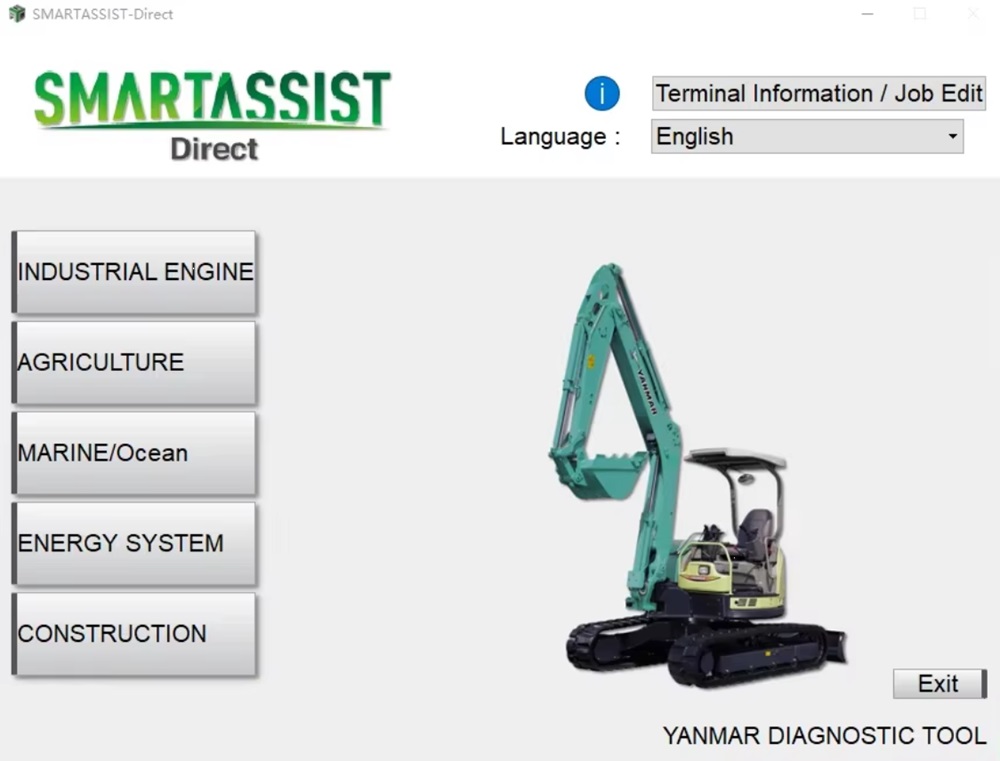 SMARTASSIST-Direct
SMARTASSIST
Direct
i
Terminal Information / Job Edit
Language :
English
INDUSTRIAL ENGINE
AGRICULTURE
MARINE/Ocean
ENERGY SYSTEM
CONSTRUCTION
YANMAR
Exit
YANMAR DIAGNOSTIC TOOL